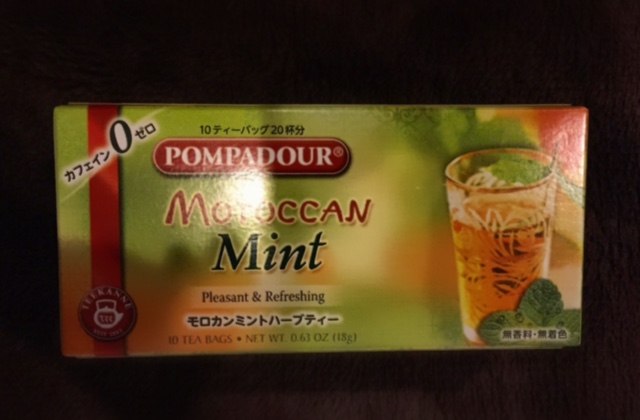 カフェイン0ゼロ
10ティーバッグ20杯分
POMPADOUR®
MOROCCAN
Mint
Pleasant & Refreshing
モロカンミントハーブティー
10 TEA BAGS • NET WT. 0.63 OZ (18g)
TEEKANNE
無香料・無着色